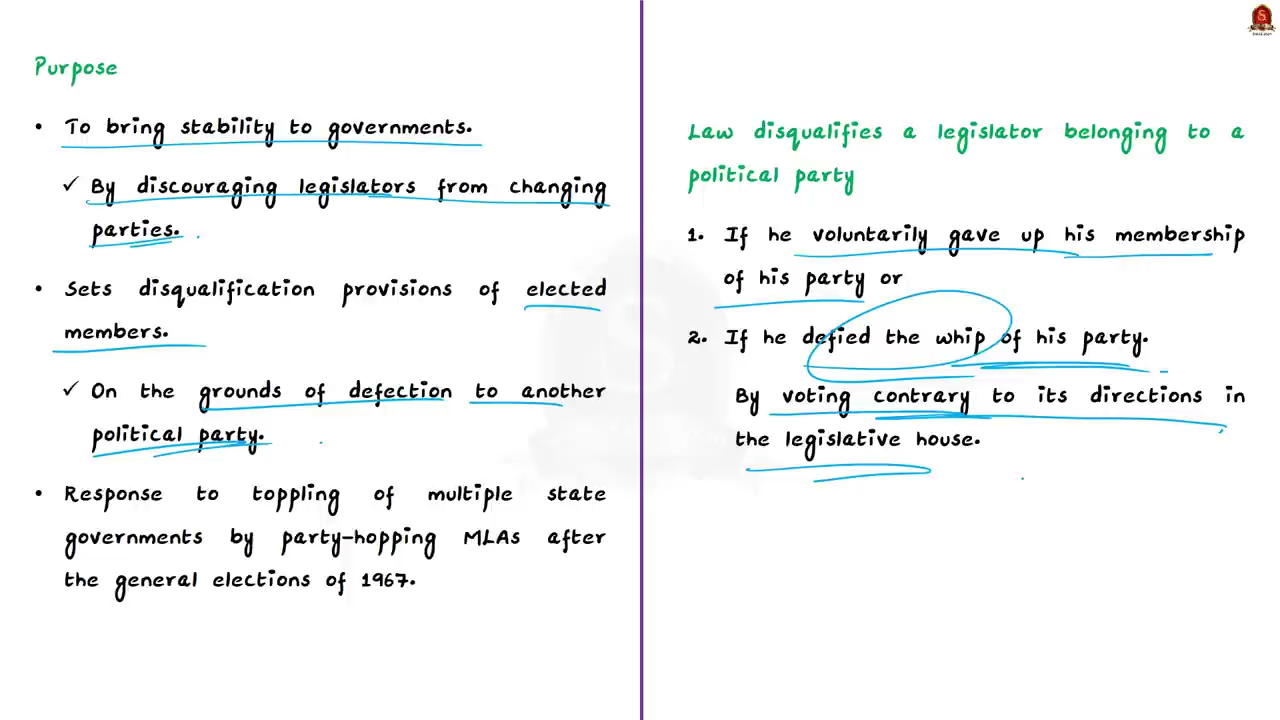 Purpose
• To bring stability to governments.
✓ By discouraging legislators from changing
parties.
• Sets disqualification provisions of elected
members.
✓ On the grounds of defection to another
political party.
• Response to toppling of multiple state
governments by party-hopping MLAs after
the general elections of 1967.
Law disqualifies a legislator belonging to a
political party
1. If he voluntarily gave up his membership
of his party or
2. If he defied the whip of his party.
By voting contrary to its directions in
the legislative house.